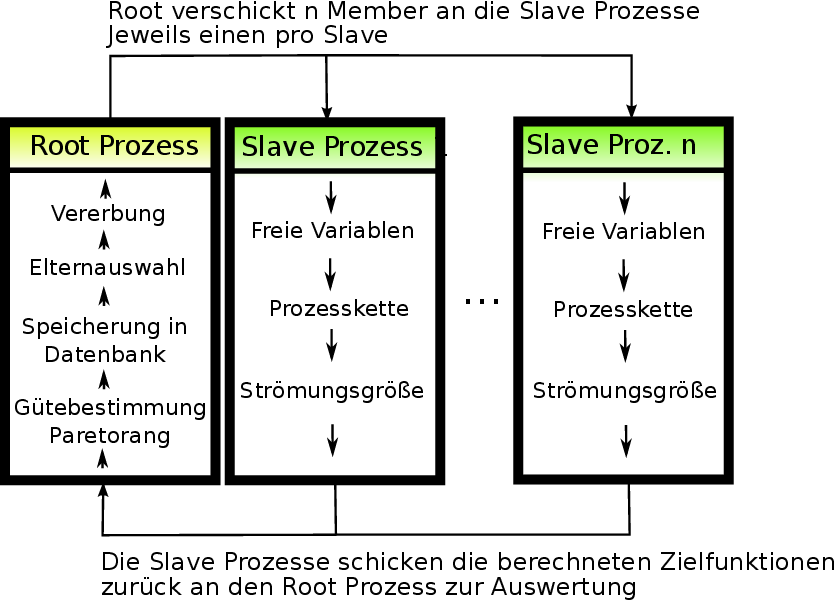 Root verschickt n Member an die Slave Prozesse
Jeweils einen pro Slave
Root Prozess
Vererbung
Elternauswahl
Speicherung in
Datenbank
Gütebestimmung
Paretorang
Slave Prozess
Freie Variablen
Prozesskette
Strömungsgröße
...
Slave Proz. n
Freie Variablen
Prozesskette
Strömungsgröße
Die Slave Prozesse schicken die berechneten Zielfunktionen
zurück an den Root Prozess zur Auswertung